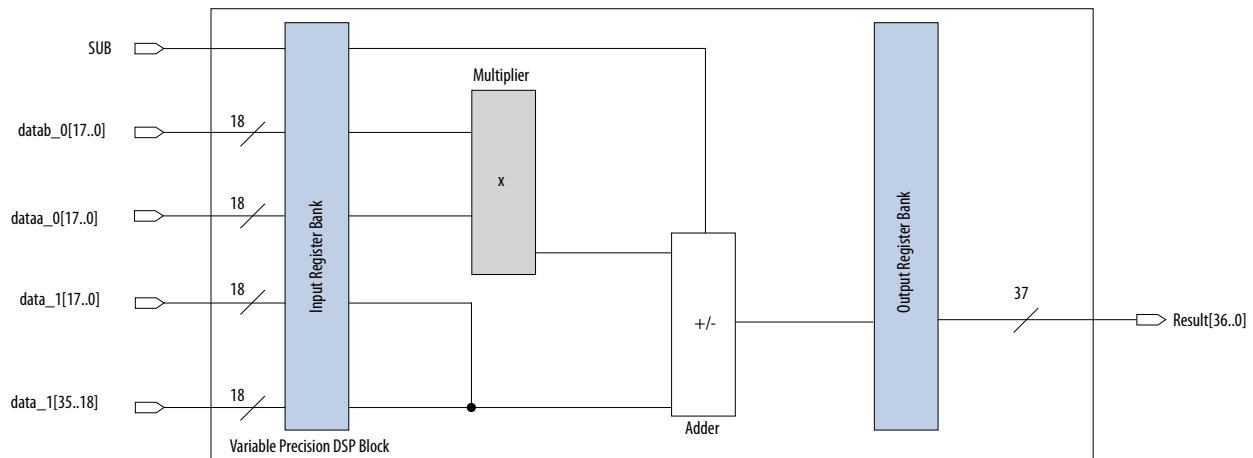 SUB
datab_0[17..0]
dataa_0[17..0]
data_1[17..0]
data_1[35..18]
18
18
18
18
Input Register Bank
Variable Precision DSP Block
Multiplier
x
+/-
Adder
Output Register Bank
37
Result[36..0]